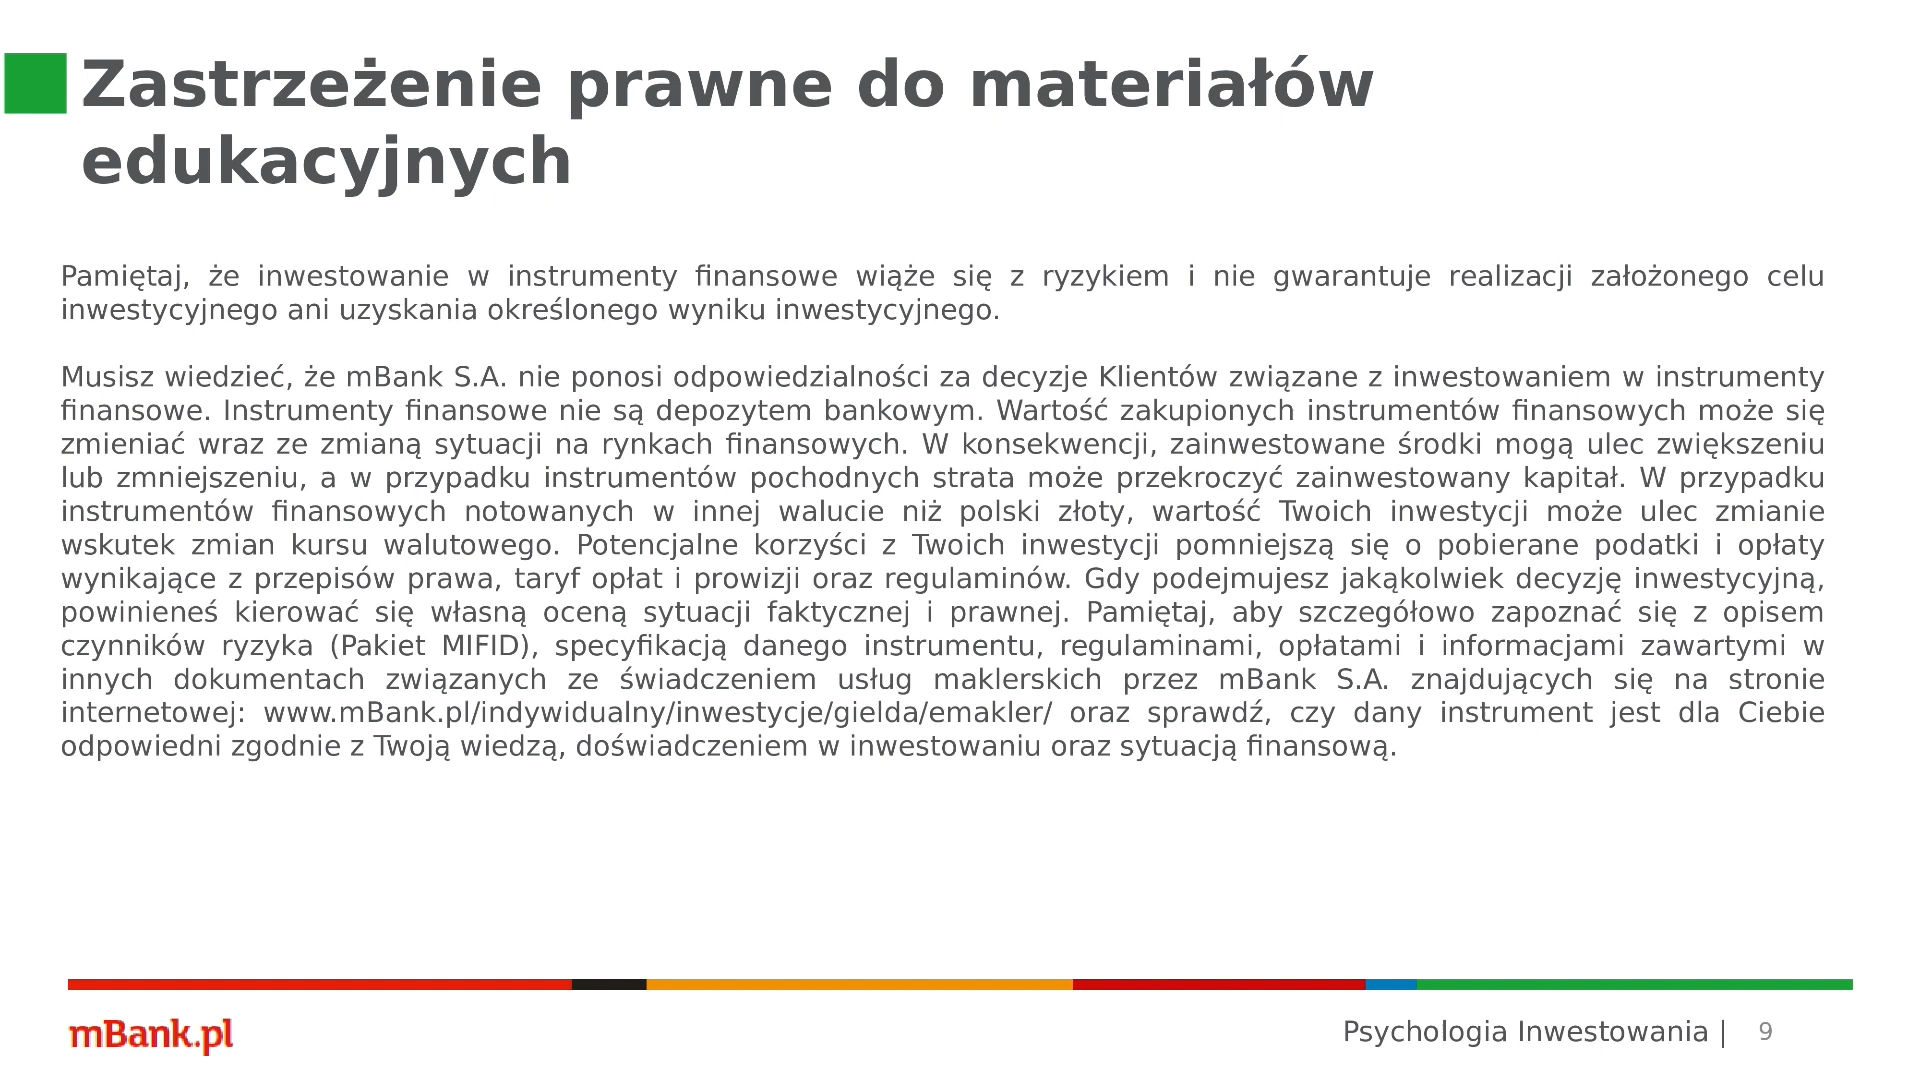 Zastrzeżenie prawne do materiałów
edukacyjnych
Pamiętaj, że inwestowanie w instrumenty finansowe wiąże się z ryzykiem i nie gwarantuje realizacji założonego celu
inwestycyjnego ani uzyskania określonego wyniku inwestycyjnego.
Musisz wiedzieć, że mBank S.A. nie ponosi odpowiedzialności za decyzje Klientów związane z inwestowaniem w instrumenty
finansowe. Instrumenty finansowe nie są depozytem bankowym. Wartość zakupionych instrumentów finansowych może się
zmieniać wraz ze zmianą sytuacji na rynkach finansowych. W konsekwencji, zainwestowane środki mogą ulec zwiększeniu
lub zmniejszeniu, a w przypadku instrumentów pochodnych strata może przekroczyć zainwestowany kapitał. W przypadku
instrumentów finansowych notowanych w innej walucie niż polski złoty, wartość Twoich inwestycji może ulec zmianie
wskutek zmian kursu walutowego. Potencjalne korzyści z Twoich inwestycji pomniejszą się o pobierane podatki i opłaty
wynikające z przepisów prawa, taryf opłat i prowizji oraz regulaminów. Gdy podejmujesz jakąkolwiek decyzję inwestycyjną,
powinieneś kierować się własną oceną sytuacji faktycznej i prawnej. Pamiętaj, aby szczegółowo zapoznać się z opisem
czynników ryzyka (Pakiet MIFID), specyfikacją danego instrumentu, regulaminami, opłatami i informacjami zawartymi w
innych dokumentach związanych ze świadczeniem usług maklerskich przez mBank S.A. znajdujących się na stronie
internetowej: www.mBank.pl/indywidualny/inwestycje/gielda/emakler/ oraz sprawdź, czy dany instrument jest dla Ciebie
odpowiedni zgodnie z Twoją wiedzą, doświadczeniem w inwestowaniu oraz sytuacją finansową.
mBank.pl
Psychologia Inwestowania | 9